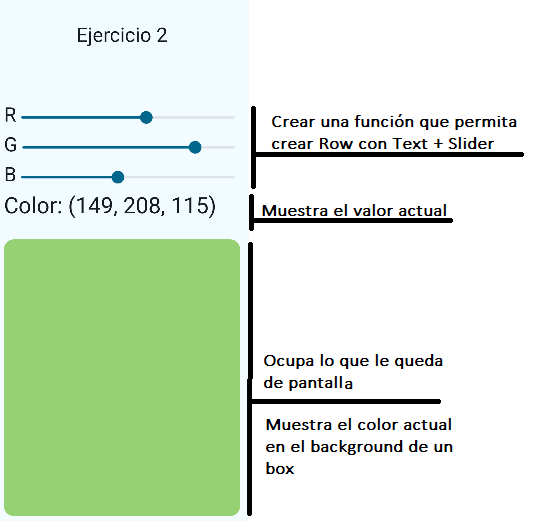 Ejercicio 2
R
G
B
Color: (149, 208, 115)
Crear una función que permita
crear Row con Text + Slider
Muestra el valor actual
Ocupa lo que le queda
de pantalla
Muestra el color actual
en el background de un
box